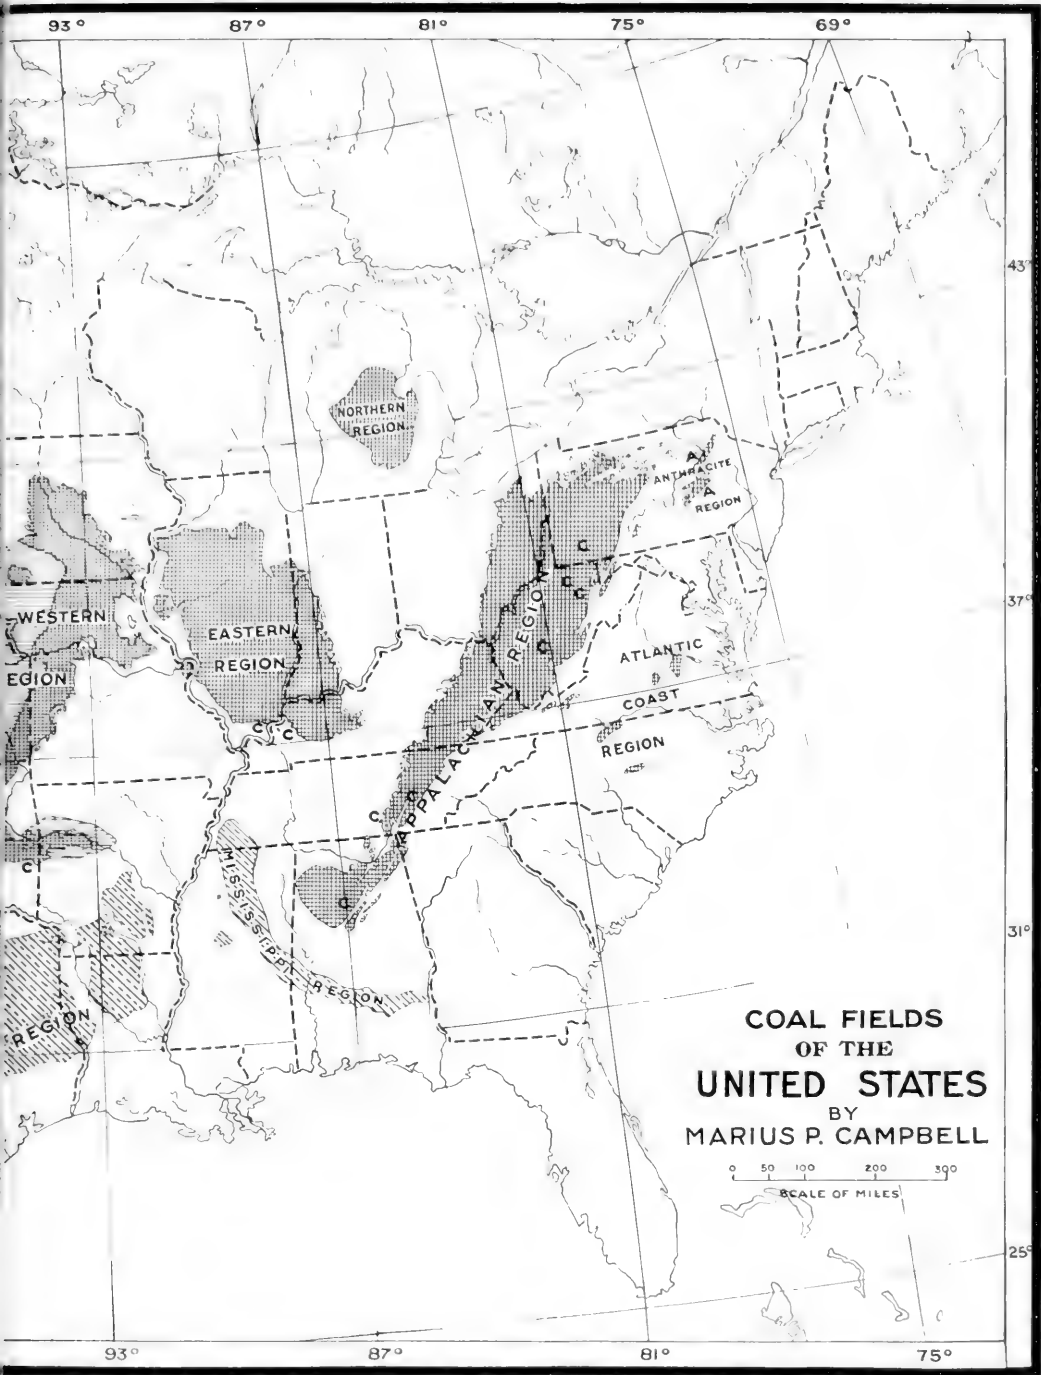 93° 87° 81° 75° 69°
43°
NORTHERN
REGION
A
ANTHRACITE
A
REGION
C
37°
C
C
WESTERN
EASTERN
REGION
C
ATLANTIC
EGION
COAST
C C
REGION
APPALACHIAN REGION
C
C
C
C
MISSISSIPPI REGION
31°
REGION
COAL FIELDS
OF THE
UNITED STATES
BY
MARIUS P. CAMPBELL
0 50 100 200 300
SCALE OF MILES
25°
93° 87° 81° 75°